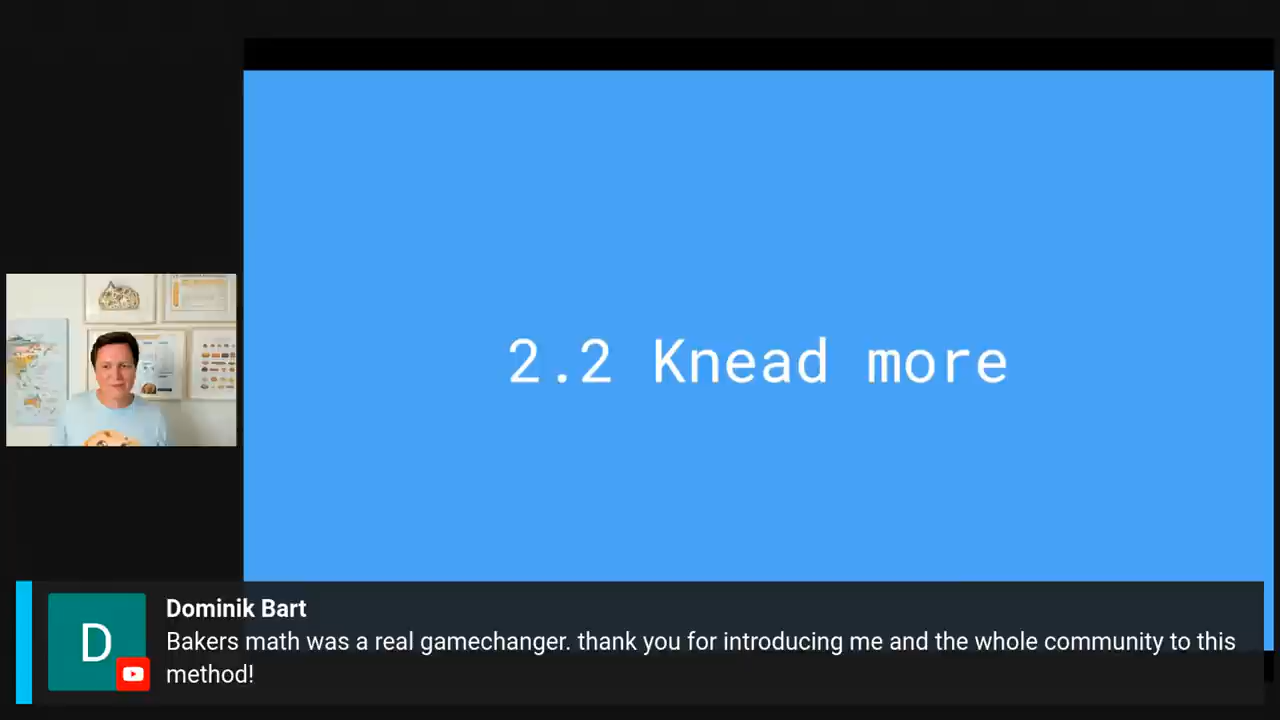 2.2 Knead more
Dominik Bart
D
Bakers math was a real gamechanger. thank you for introducing me and the whole community to this
method!